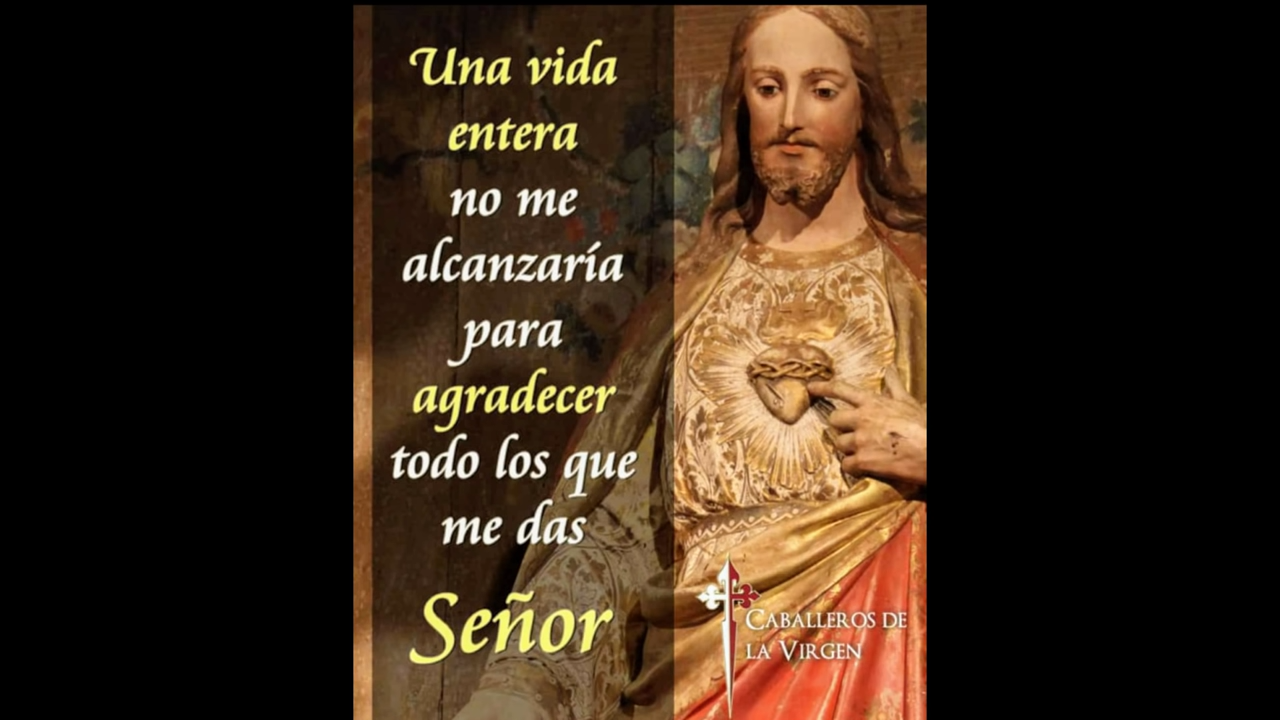 Una vida
entera
no me
alcanzaría
para
agradecer
todo los que
me das
Señor
CABALLEROS DE
LA VIRGEN